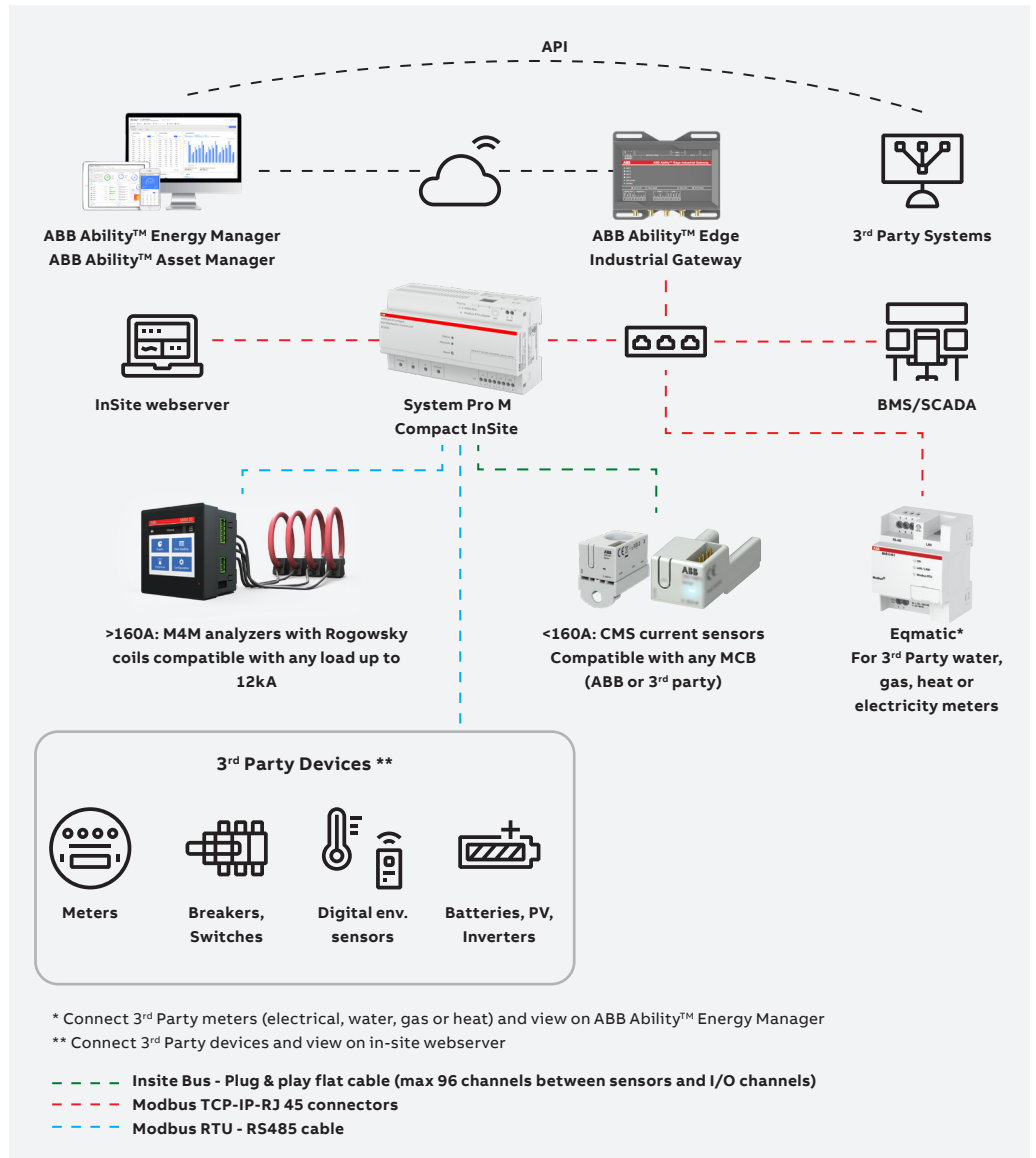 API
ABB Ability™ Edge Industrial Gateway
ABB Ability™ Energy Manager
ABB Ability™ Asset Manager
ABB Ability™ Edge
Industrial Gateway
3rd Party Systems
InSite webserver
System Pro M
Compact InSite
BMS/SCADA
>160A: M4M analyzers with Rogowsky
coils compatible with any load up to
12kA
ABB
<160A: CMS current sensors
Compatible with any MCB
(ABB or 3rd party)
Eqmatic*
For 3rd Party water,
gas, heat or
electricity meters
3rd Party Devices **
Meters
Breakers,
Switches
Digital env.
sensors
Batteries, PV,
Inverters
* Connect 3rd Party meters (electrical, water, gas or heat) and view on ABB Ability™ Energy Manager
** Connect 3rd Party devices and view on in-site webserver
Insite Bus - Plug & play flat cable (max 96 channels between sensors and I/O channels)
Modbus TCP-IP-RJ 45 connectors
Modbus RTU - RS485 cable